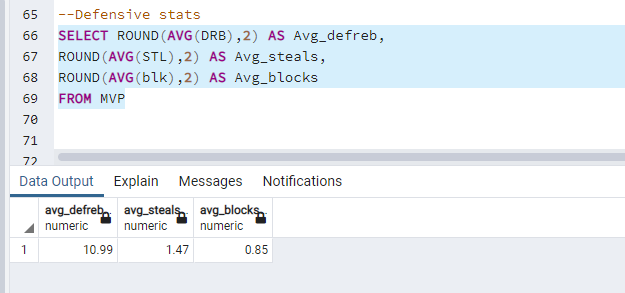 65 --Defensive stats
66 SELECT ROUND(AVG(DRB),2) AS Avg_defreb,
67 ROUND(AVG(STL),2) AS Avg_steals,
68 ROUND(AVG(blk),2) AS Avg_blocks
69 FROM MVP
70
71
72
Data Output Explain Messages Notifications
avg_defreb avg_steals avg_blocks
numeric numeric numeric
1 10.99 1.47 0.85